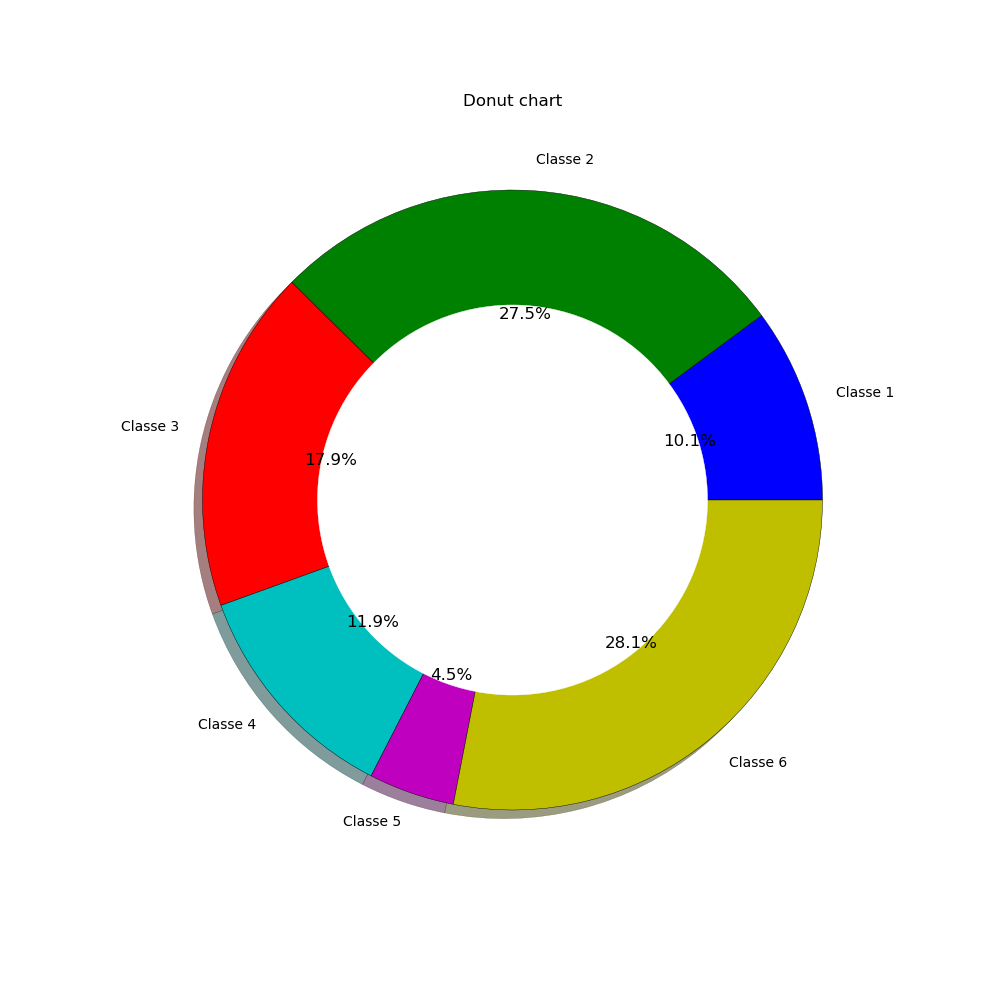 Donut chart
Classe 2
27.5%
Classe 1
Classe 3
10.1%
17.9%
11.9%
28.1%
4.5%
Classe 4
Classe 6
Classe 5